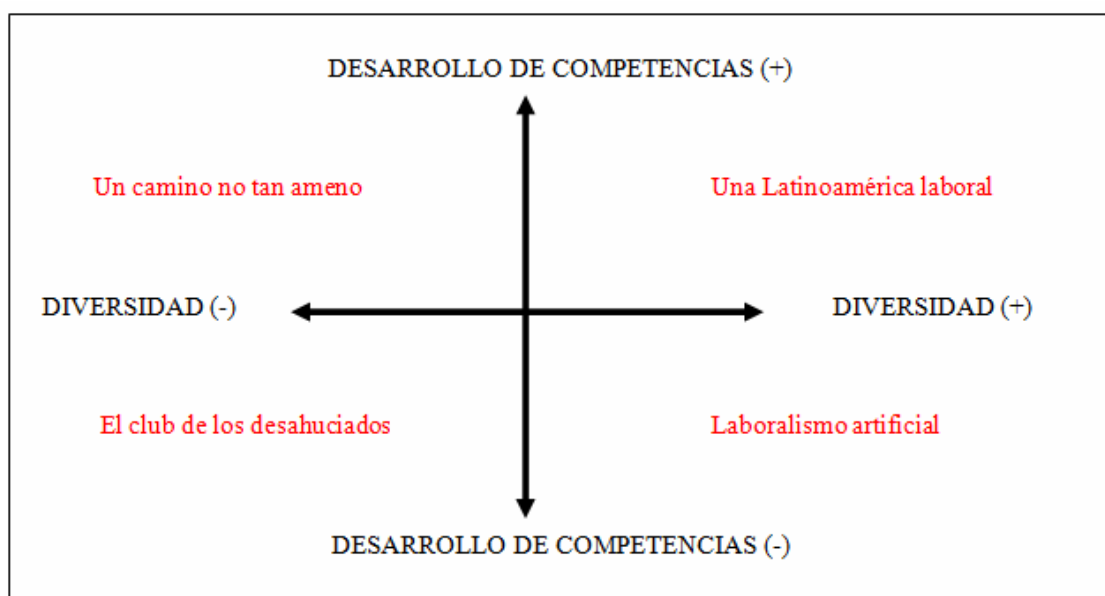 DESARROLLO DE COMPETENCIAS (+)
Un camino no tan ameno
Una Latinoamérica laboral
DIVERSIDAD (-)
DIVERSIDAD (+)
El club de los desahuciados
Laboralismo artificial
DESARROLLO DE COMPETENCIAS (-)